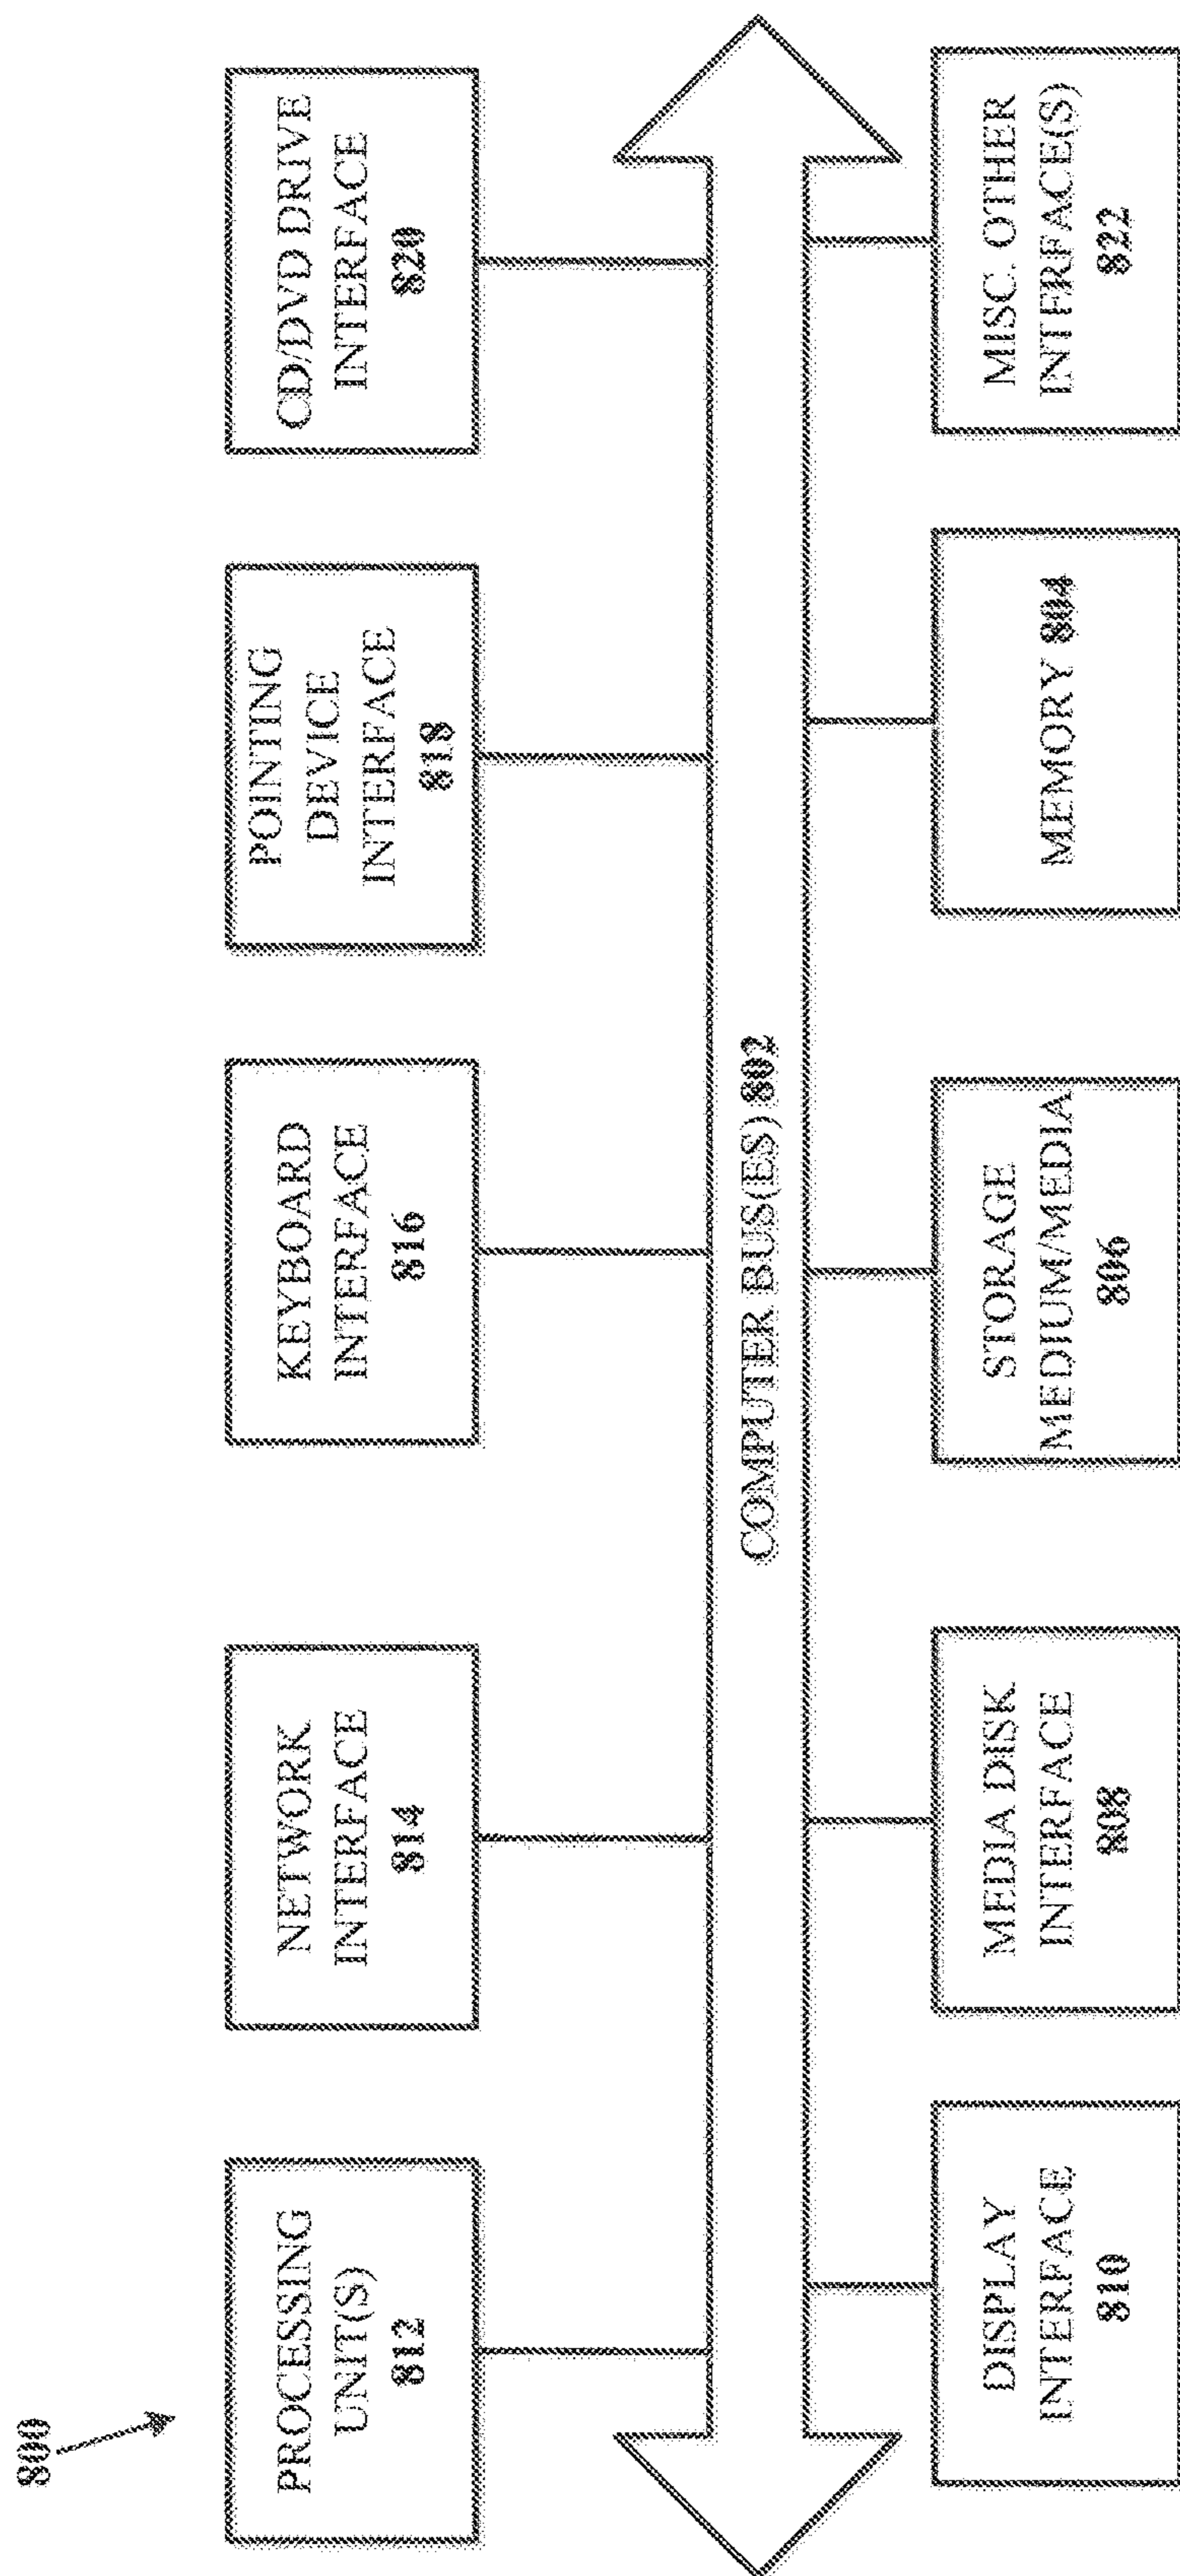 800
PROCESSING
UNIT(S)
812
NETWORK
INTERFACE
814
KEYBOARD
INTERFACE
816
POINTING
DEVICE
INTERFACE
818
CD/DVD DRIVE
INTERFACE
820
COMPUTER BUS(ES) 802
DISPLAY
INTERFACE
810
MEDIA DISK
INTERFACE
808
STORAGE
MEDIUM/MEDIA
806
MEMORY 804
MISC. OTHER
INTFRFACE(S)
822